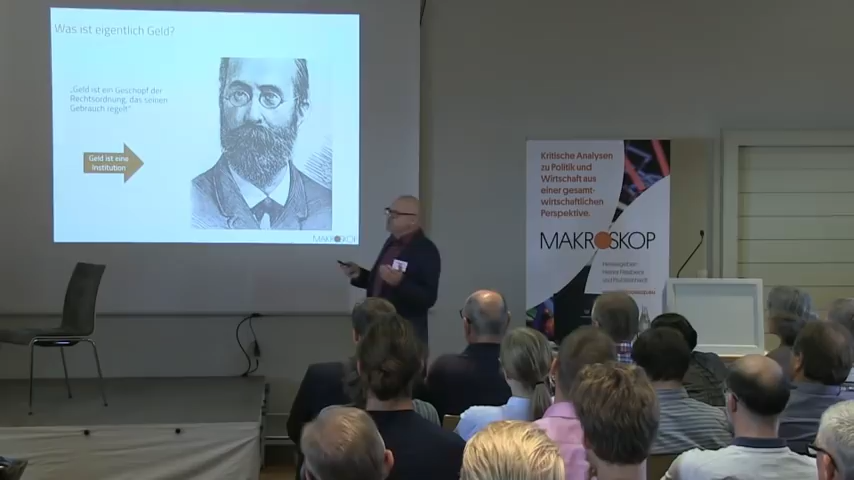 Was ist eigentlich Geld?
„Geld ist ein Geschöpf der
Rechtsordnung, das seinen
Gebrauch regelt"
Geld ist eine
Institution
MAKROSKOP
Kritische Analysen
zu Politik und
Wirtschaft aus
einer gesamt-
wirtschaftlichen
Perspektive.
MAKROSKOP
Herausgeber: